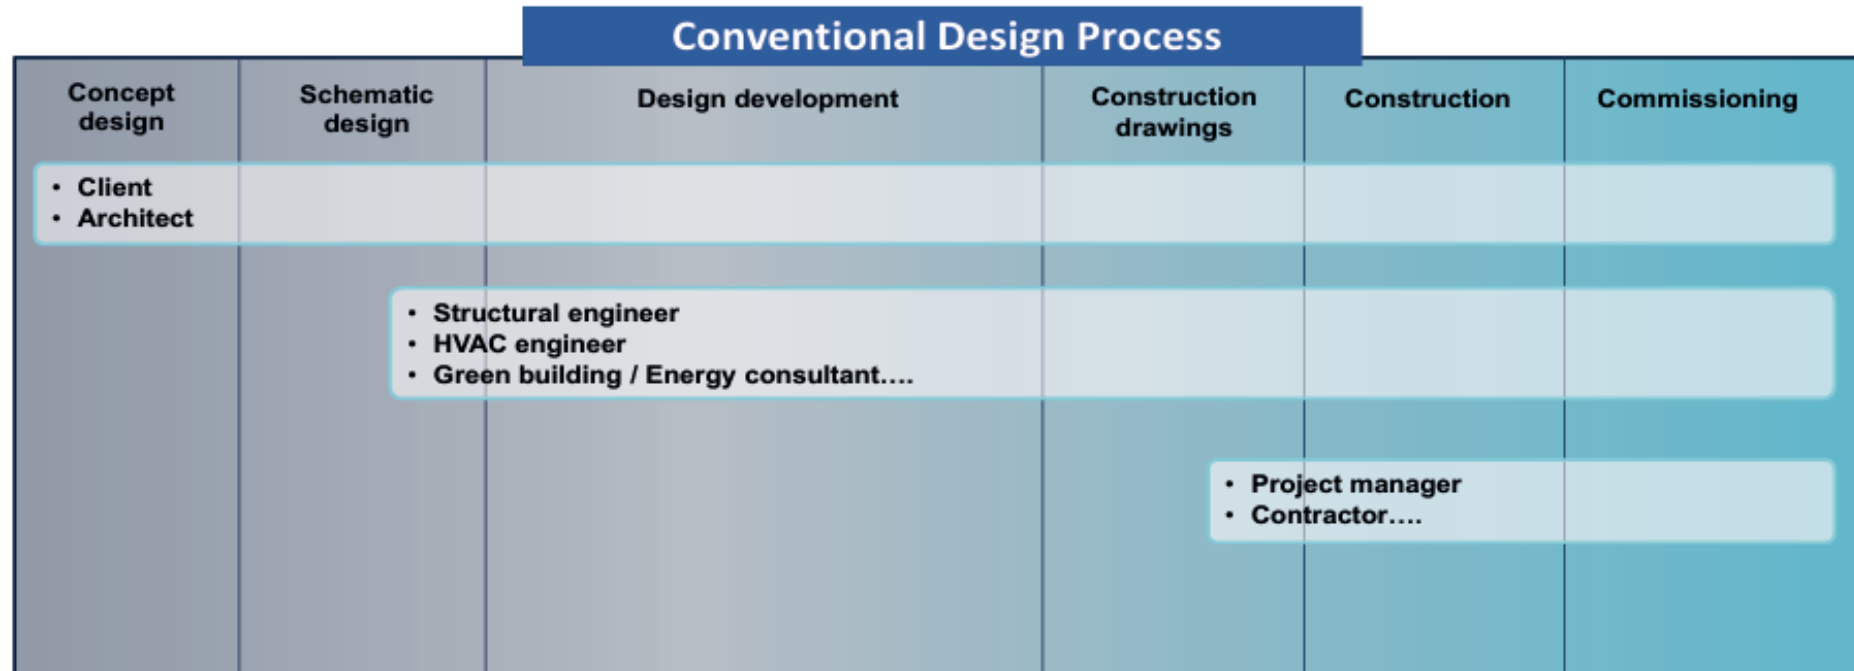 Conventional Design Process
Concept
design
Schematic
design
Design development
Construction
drawings
Construction
Commissioning
• Client
• Architect
• Structural engineer
• HVAC engineer
• Green building / Energy consultant....
• Project manager
• Contractor....